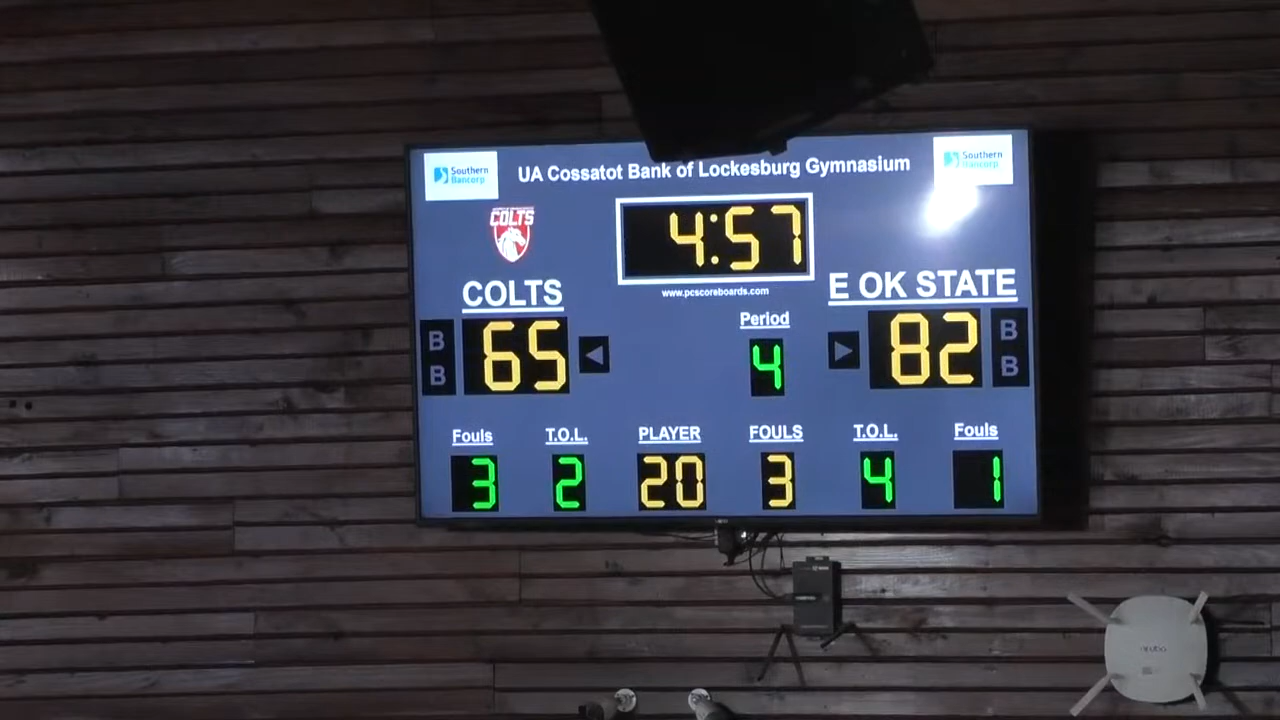 Southern
Bancorp
UA Cossatot Bank of Lockesburg Gymnasium
Southern
Bancorp
COLTS
4:57
www.pcscoreboards.com
COLTS
E OK STATE
Period
B
B
65
4
82
B
B
Fouls
T.O.L.
PLAYER
FOULS
T.O.L.
Fouls
3
2
20
3
4
1
aruba